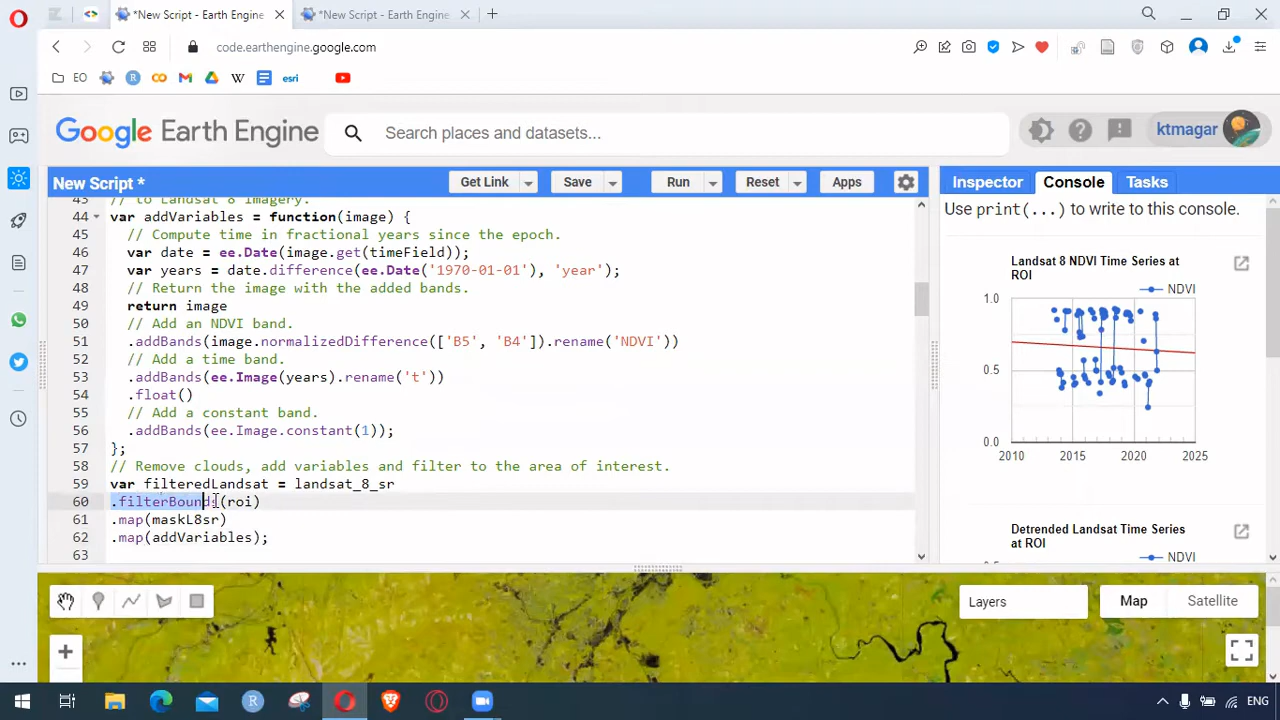 *New Script - Earth Engine
*New Script - Earth Engine
code.earthengine.google.com
EO
esri
Google Earth Engine
Search places and datasets...
ktmagar
New Script *
Get Link
Save
Run
Reset
Apps
Inspector
Console
Tasks
43 // to Landsat 8 imagery.
44 var addVariables = function(image) {
45 // Compute time in fractional years since the epoch.
46 var date = ee.Date(image.get(timeField));
47 var years = date.difference(ee.Date('1970-01-01'), 'year');
48 // Return the image with the added bands.
49 return image
50 // Add an NDVI band.
51 .addBands(image.normalizedDifference(['B5', 'B4']).rename('NDVI'))
52 // Add a time band.
53 .addBands(ee.Image(years).rename('t'))
54 .float()
55 // Add a constant band.
56 .addBands(ee.Image.constant(1));
57 };
58 // Remove clouds, add variables and filter to the area of interest.
59 var filteredLandsat = landsat_8_sr
60 .filterBounds(roi)
61 .map(maskL8sr)
62 .map(addVariables);
63
Use print(...) to write to this console.
Landsat 8 NDVI Time Series at
ROI
NDVI
1.0
0.5
0.0
2010 2015 2020 2025
Detrended Landsat Time Series
at ROI
NDVI
Layers
Map
Satellite
ENG